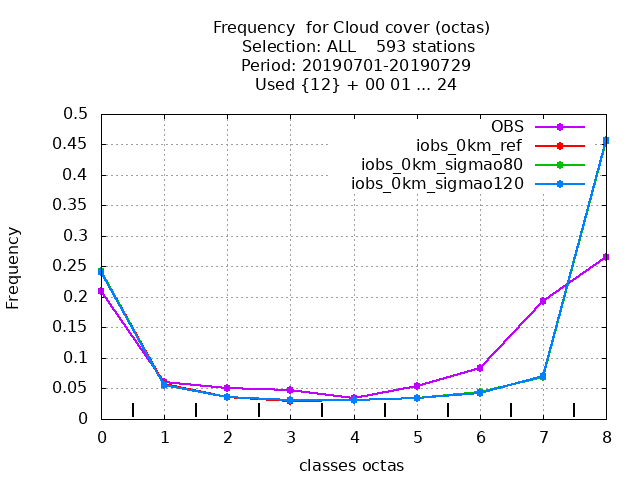 Frequency  for Cloud cover (octas)
Selection: ALL    593 stations
Period: 20190701-20190729
Used {12} + 00 01 ... 24
0.5
0.45
0.4
0.35
0.3
0.25
0.2
0.15
0.1
0.05
0
Frequency
OBS
iobs_0km_ref
iobs_0km_sigmao80
iobs_0km_sigmao120
0 1 2 3 4 5 6 7 8
classes octas